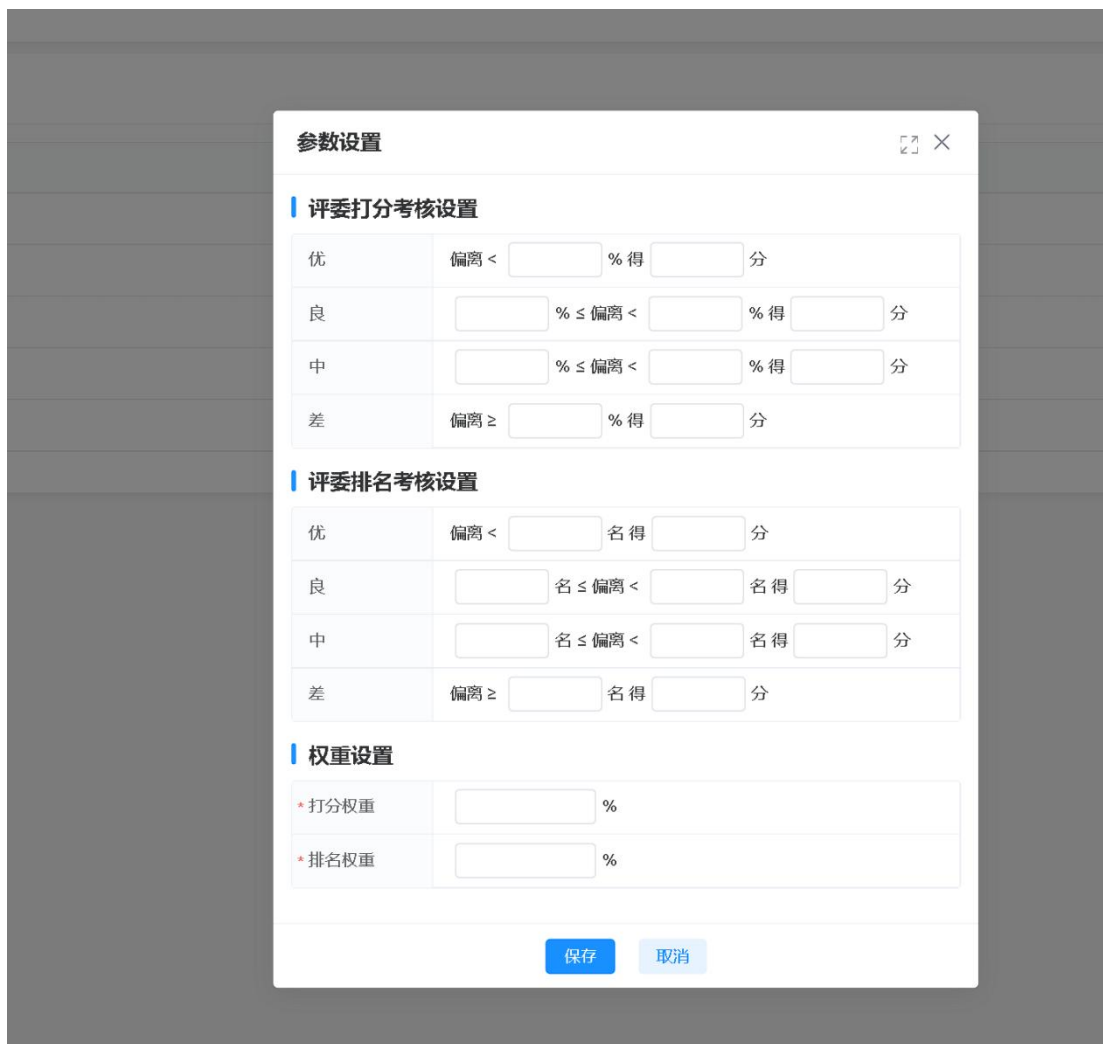 参数设置
评委打分考核设置
优 偏离 < % 得 分
良 % ≤ 偏离 < % 得 分
中 % ≤ 偏离 < % 得 分
差 偏离 ≥ % 得 分
评委排名考核设置
优 偏离 < 名 得 分
良 名 ≤ 偏离 < 名 得 分
中 名 ≤ 偏离 < 名 得 分
差 偏离 ≥ 名 得 分
权重设置
* 打分权重 %
* 排名权重 %
保存 取消